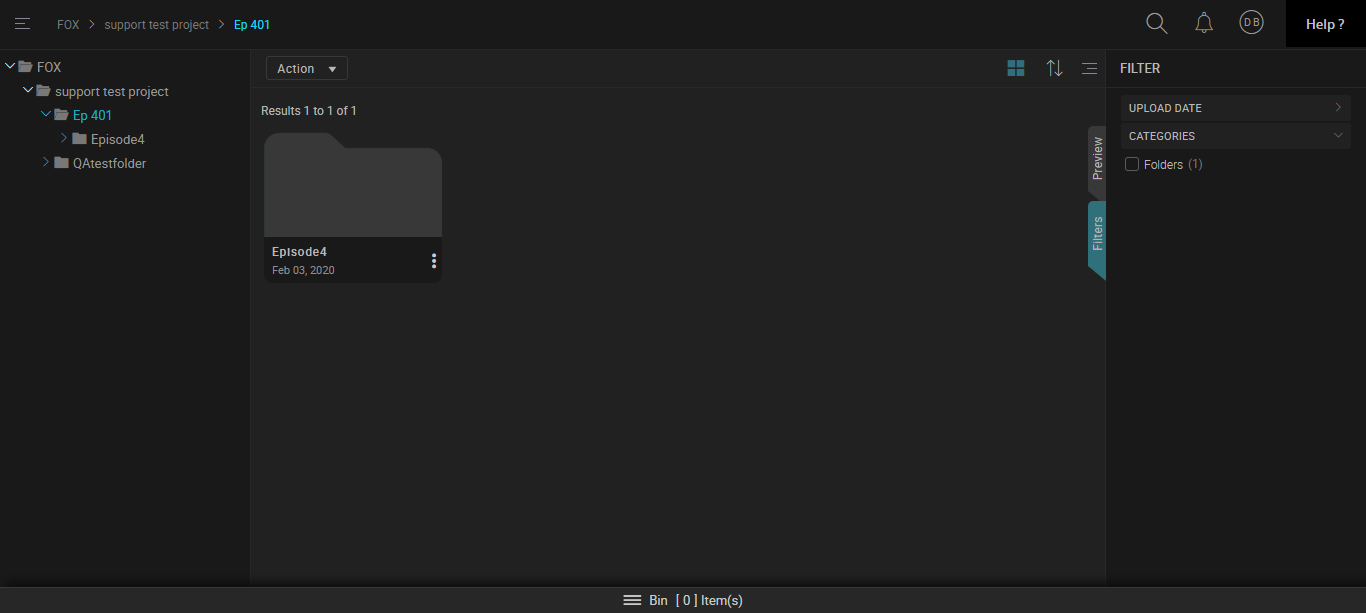 FOX > support test project > Ep 401
DB
Help ?
FOX
support test project
Ep 401
Episode4
QAtestfolder
Action
Results 1 to 1 of 1
Episode4
Feb 03, 2020
Preview
Filters
FILTER
UPLOAD DATE
CATEGORIES
Folders (1)
Bin [ 0 ] Item(s)